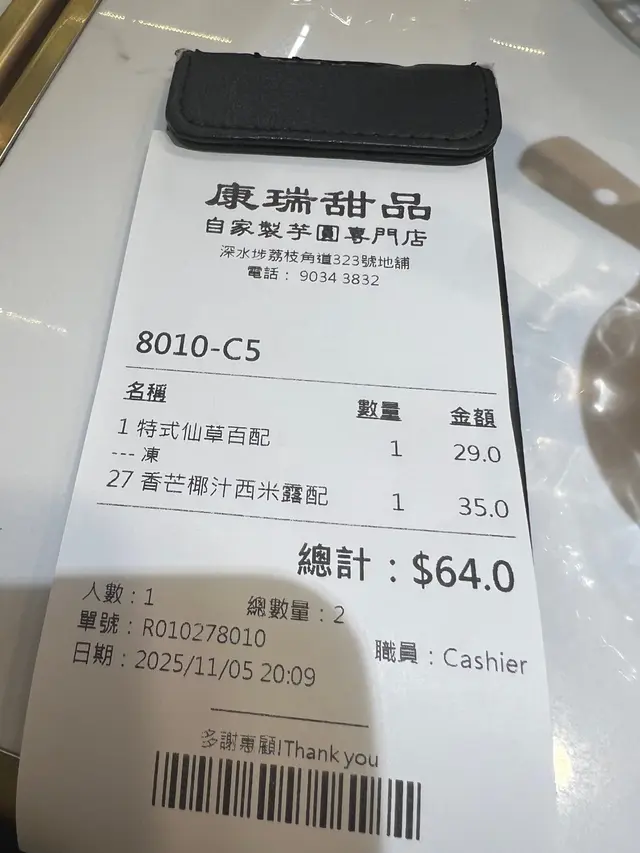 康瑞甜品
自家製芋圓專門店
深水埗荔枝角道323號地舖
電話： 9034 3832
8010-C5
名稱 數量 金額
1 特式仙草百配 1 29.0
--- 凍
27 香芒椰汁西米露配 1 35.0
總計：$64.0
人數：1 總數量：2
單號：R010278010 職員：Cashier
日期：2025/11/05 20:09
多謝惠顧!Thank you